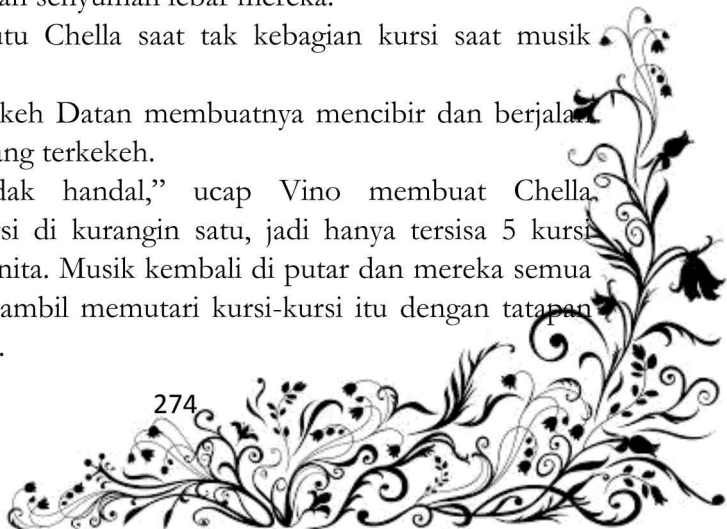 an senyuman lebar mereka.
utu Chella saat tak kebagian kursi saat musik
keh Datan membuatnya mencibir dan berjalan
ang terkekeh.
dak handal,” ucap Vino membuat Chella
si di kurangin satu, jadi hanya tersisa 5 kursi
nita. Musik kembali di putar dan mereka semua
ambil memutari kursi-kursi itu dengan tatapan
.
274